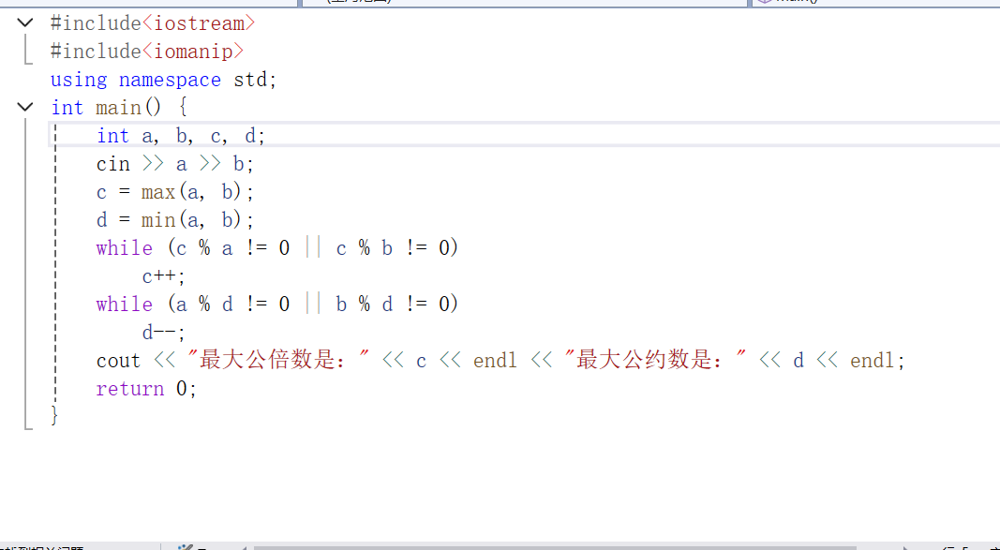 #include<iostream>
#include<iomanip>
using namespace std;
int main() {
int a, b, c, d;
cin >> a >> b;
c = max(a, b);
d = min(a, b);
while (c % a != 0 || c % b != 0)
c++;
while (a % d != 0 || b % d != 0)
d--;
cout << "最大公倍数是：" << c << endl << "最大公约数是：" << d << endl;
return 0;
}